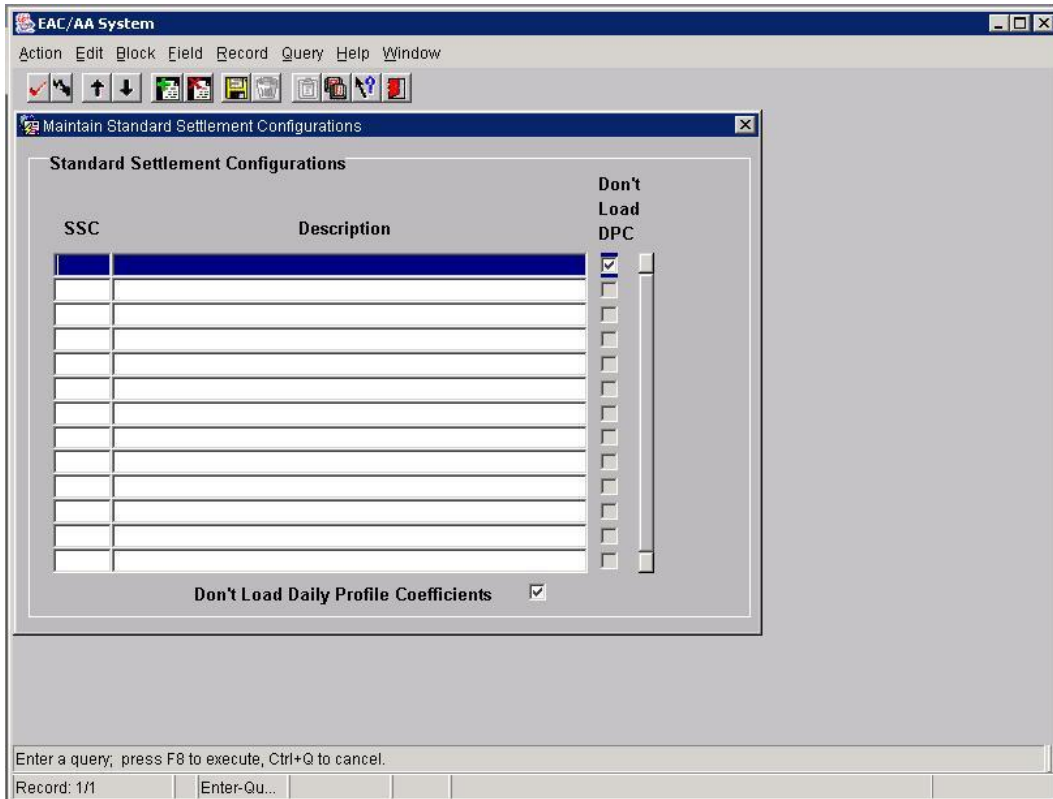 EAC/AA System
Action Edit Block Field Record Query Help Window
Maintain Standard Settlement Configurations
Standard Settlement Configurations
Don't
Load
DPC
SSC Description
Don't Load Daily Profile Coefficients
Enter a query; press F8 to execute, Ctrl+Q to cancel.
Record: 1/1 Enter-Qu...